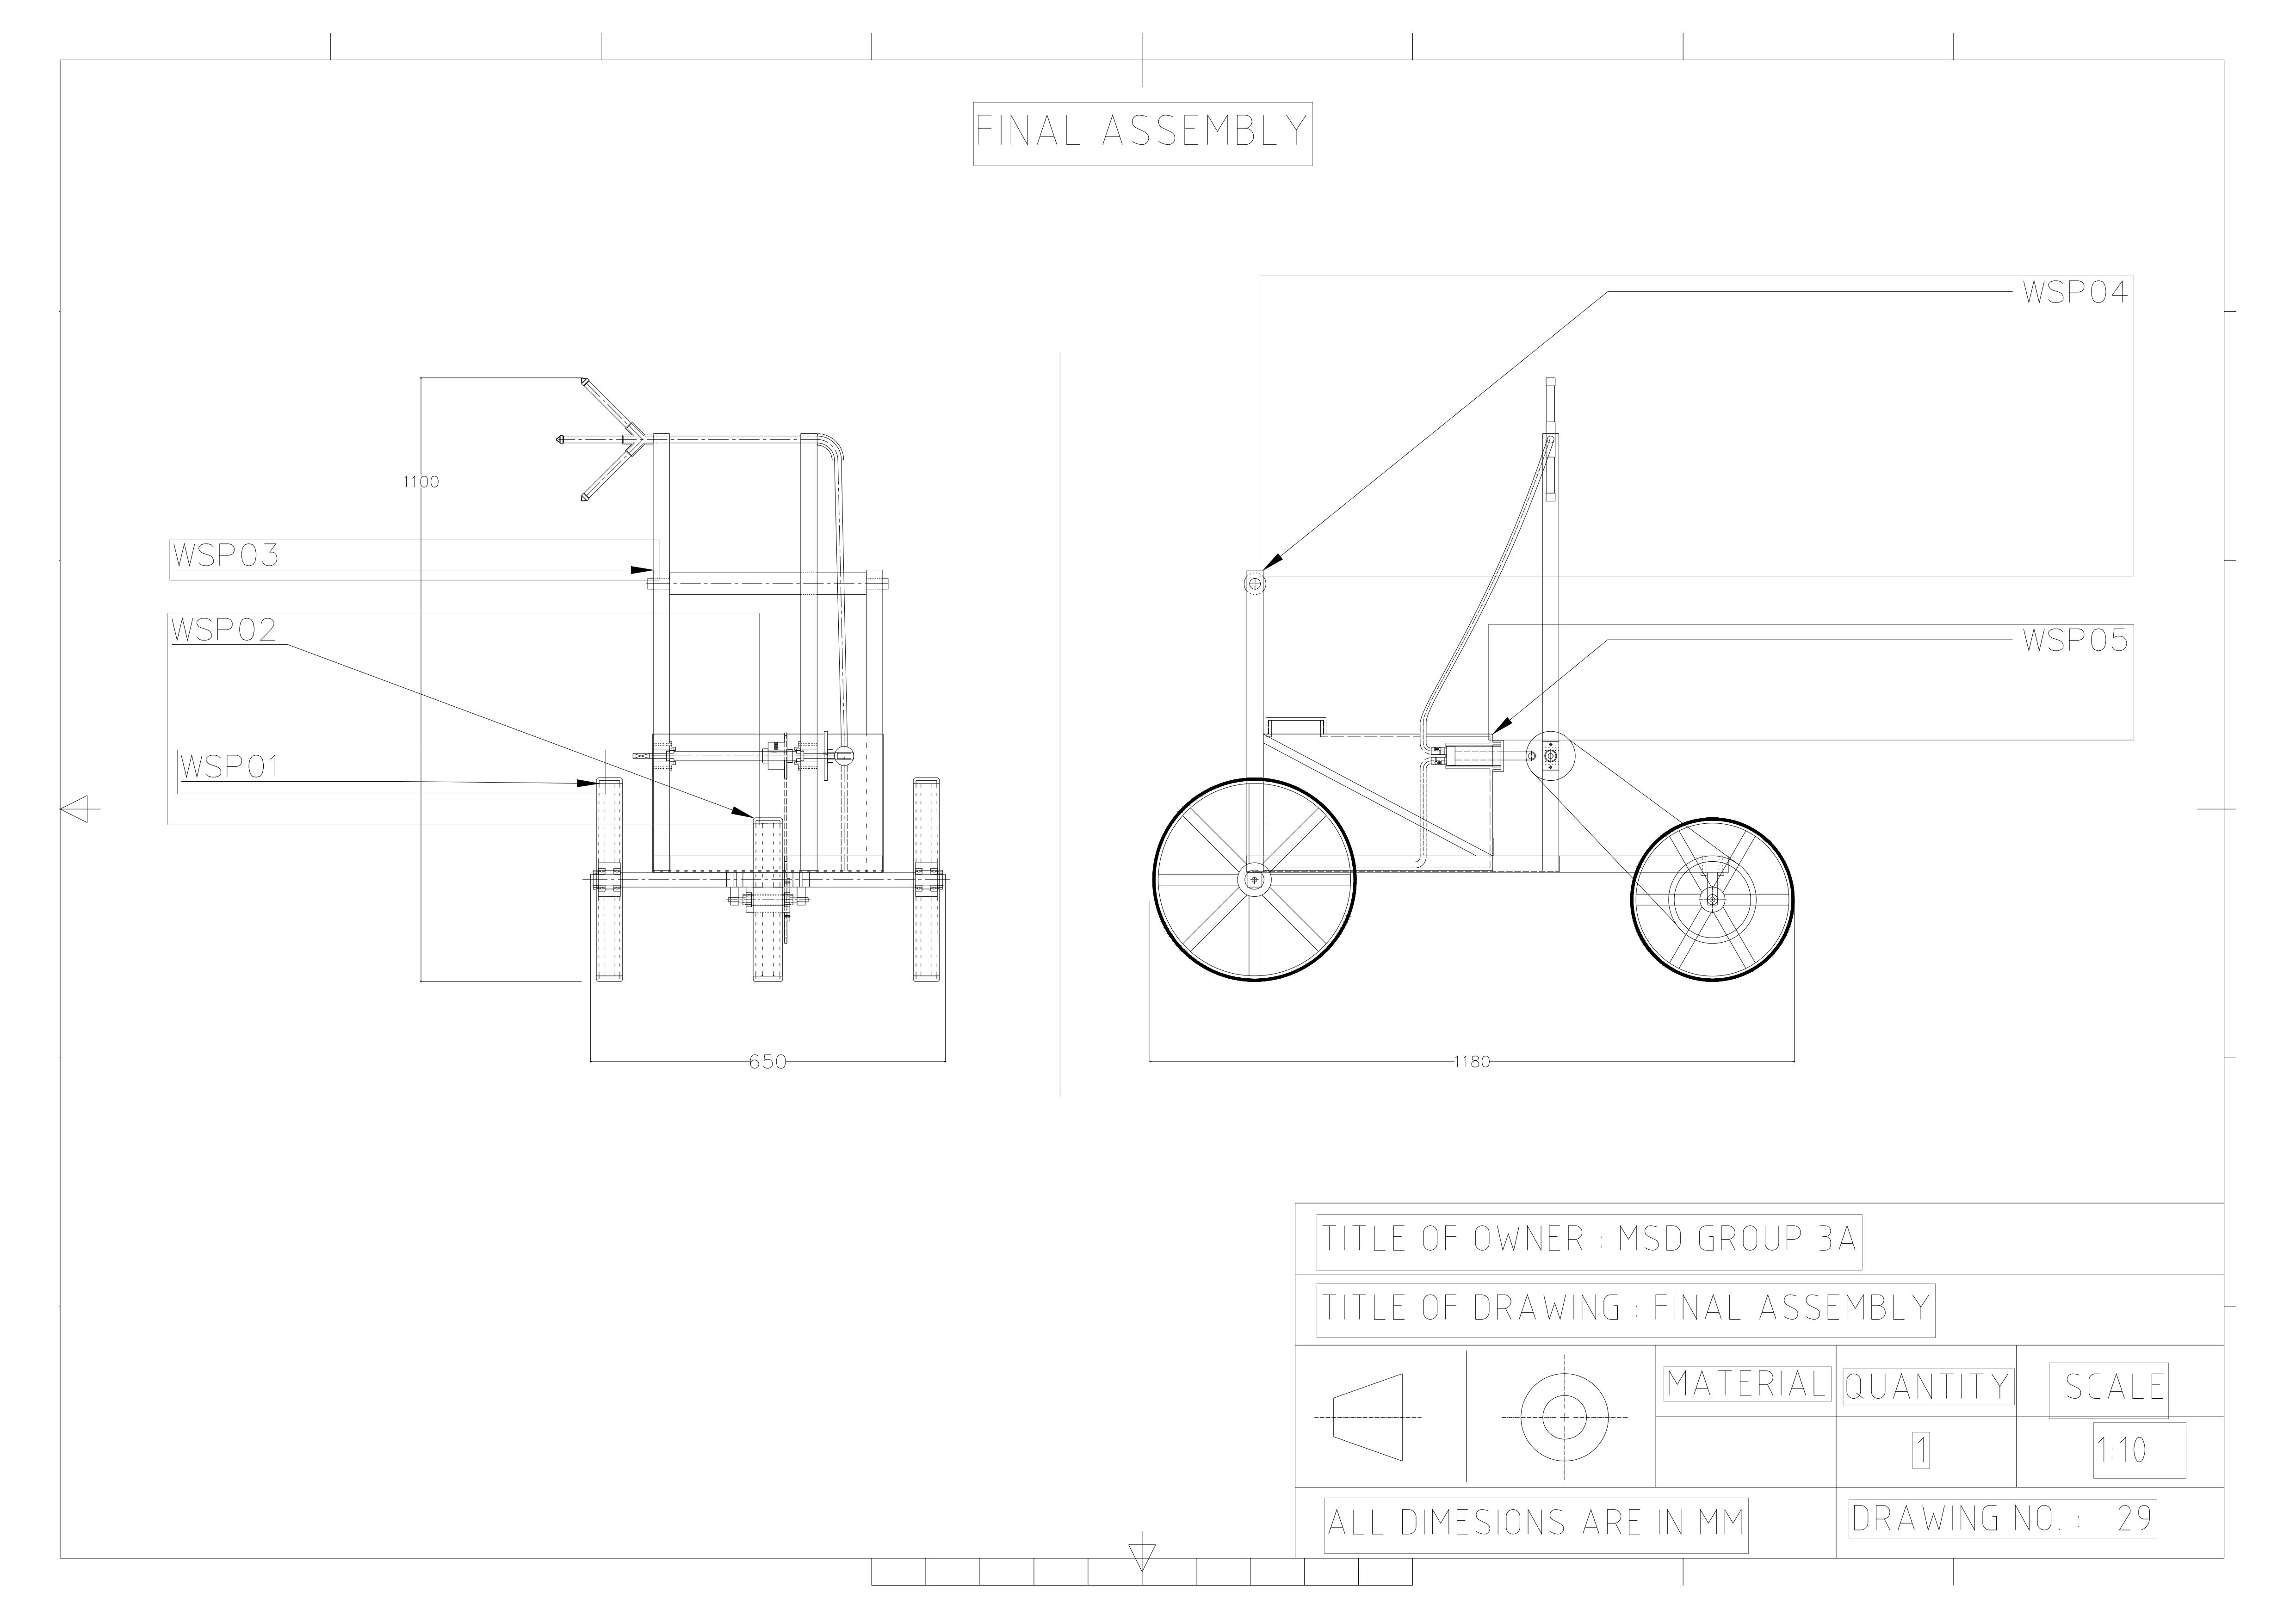 FINAL ASSEMBLY
WSP04
1100
WSP03
WSP02
WSP05
WSP01
650
1180
TITLE OF OWNER : MSD GROUP 3A
TITLE OF DRAWING : FINAL ASSEMBLY
MATERIAL QUANTITY SCALE
1 1:10
ALL DIMESIONS ARE IN MM DRAWING NO. : 29